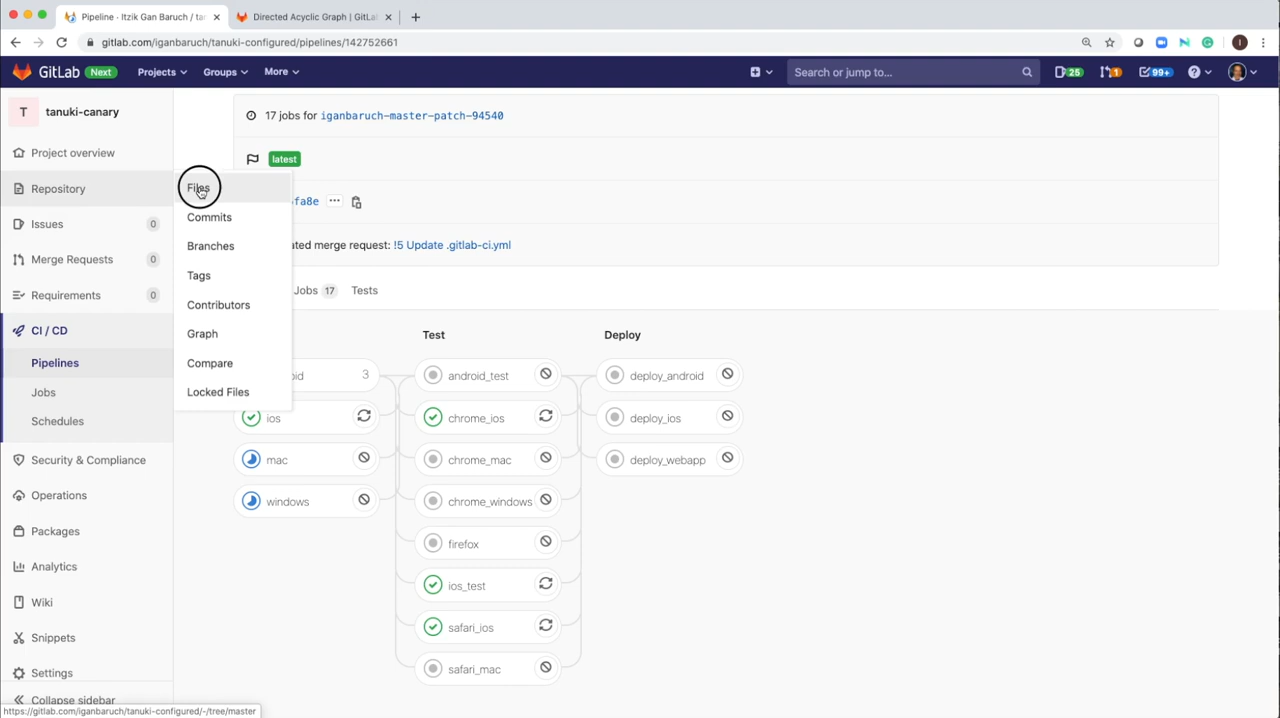 Pipeline · Itzik Gan Baruch / tan
Directed Acyclic Graph | GitLa
gitlab.com/iganbaruch/tanuki-configured/pipelines/142752661
GitLab Next Projects Groups More Search or jump to... 25 1 99+
T tanuki-canary
Project overview
Repository
Issues 0
Merge Requests 0
Requirements 0
CI / CD
Pipelines
Jobs
Schedules
Security & Compliance
Operations
Packages
Analytics
Wiki
Snippets
Settings
Collapse sidebar
Files
Commits
Branches
Tags
Contributors
Graph
Compare
Locked Files
17 jobs for iganbaruch-master-patch-94540
latest
fa8e ...
ated merge request: !5 Update .gitlab-ci.yml
Jobs 17 Tests
Test
Deploy
oid 3
ios
mac
windows
android_test
chrome_ios
chrome_mac
chrome_windows
firefox
ios_test
safari_ios
safari_mac
deploy_android
deploy_ios
deploy_webapp
https://gitlab.com/iganbaruch/tanuki-configured/-/tree/master